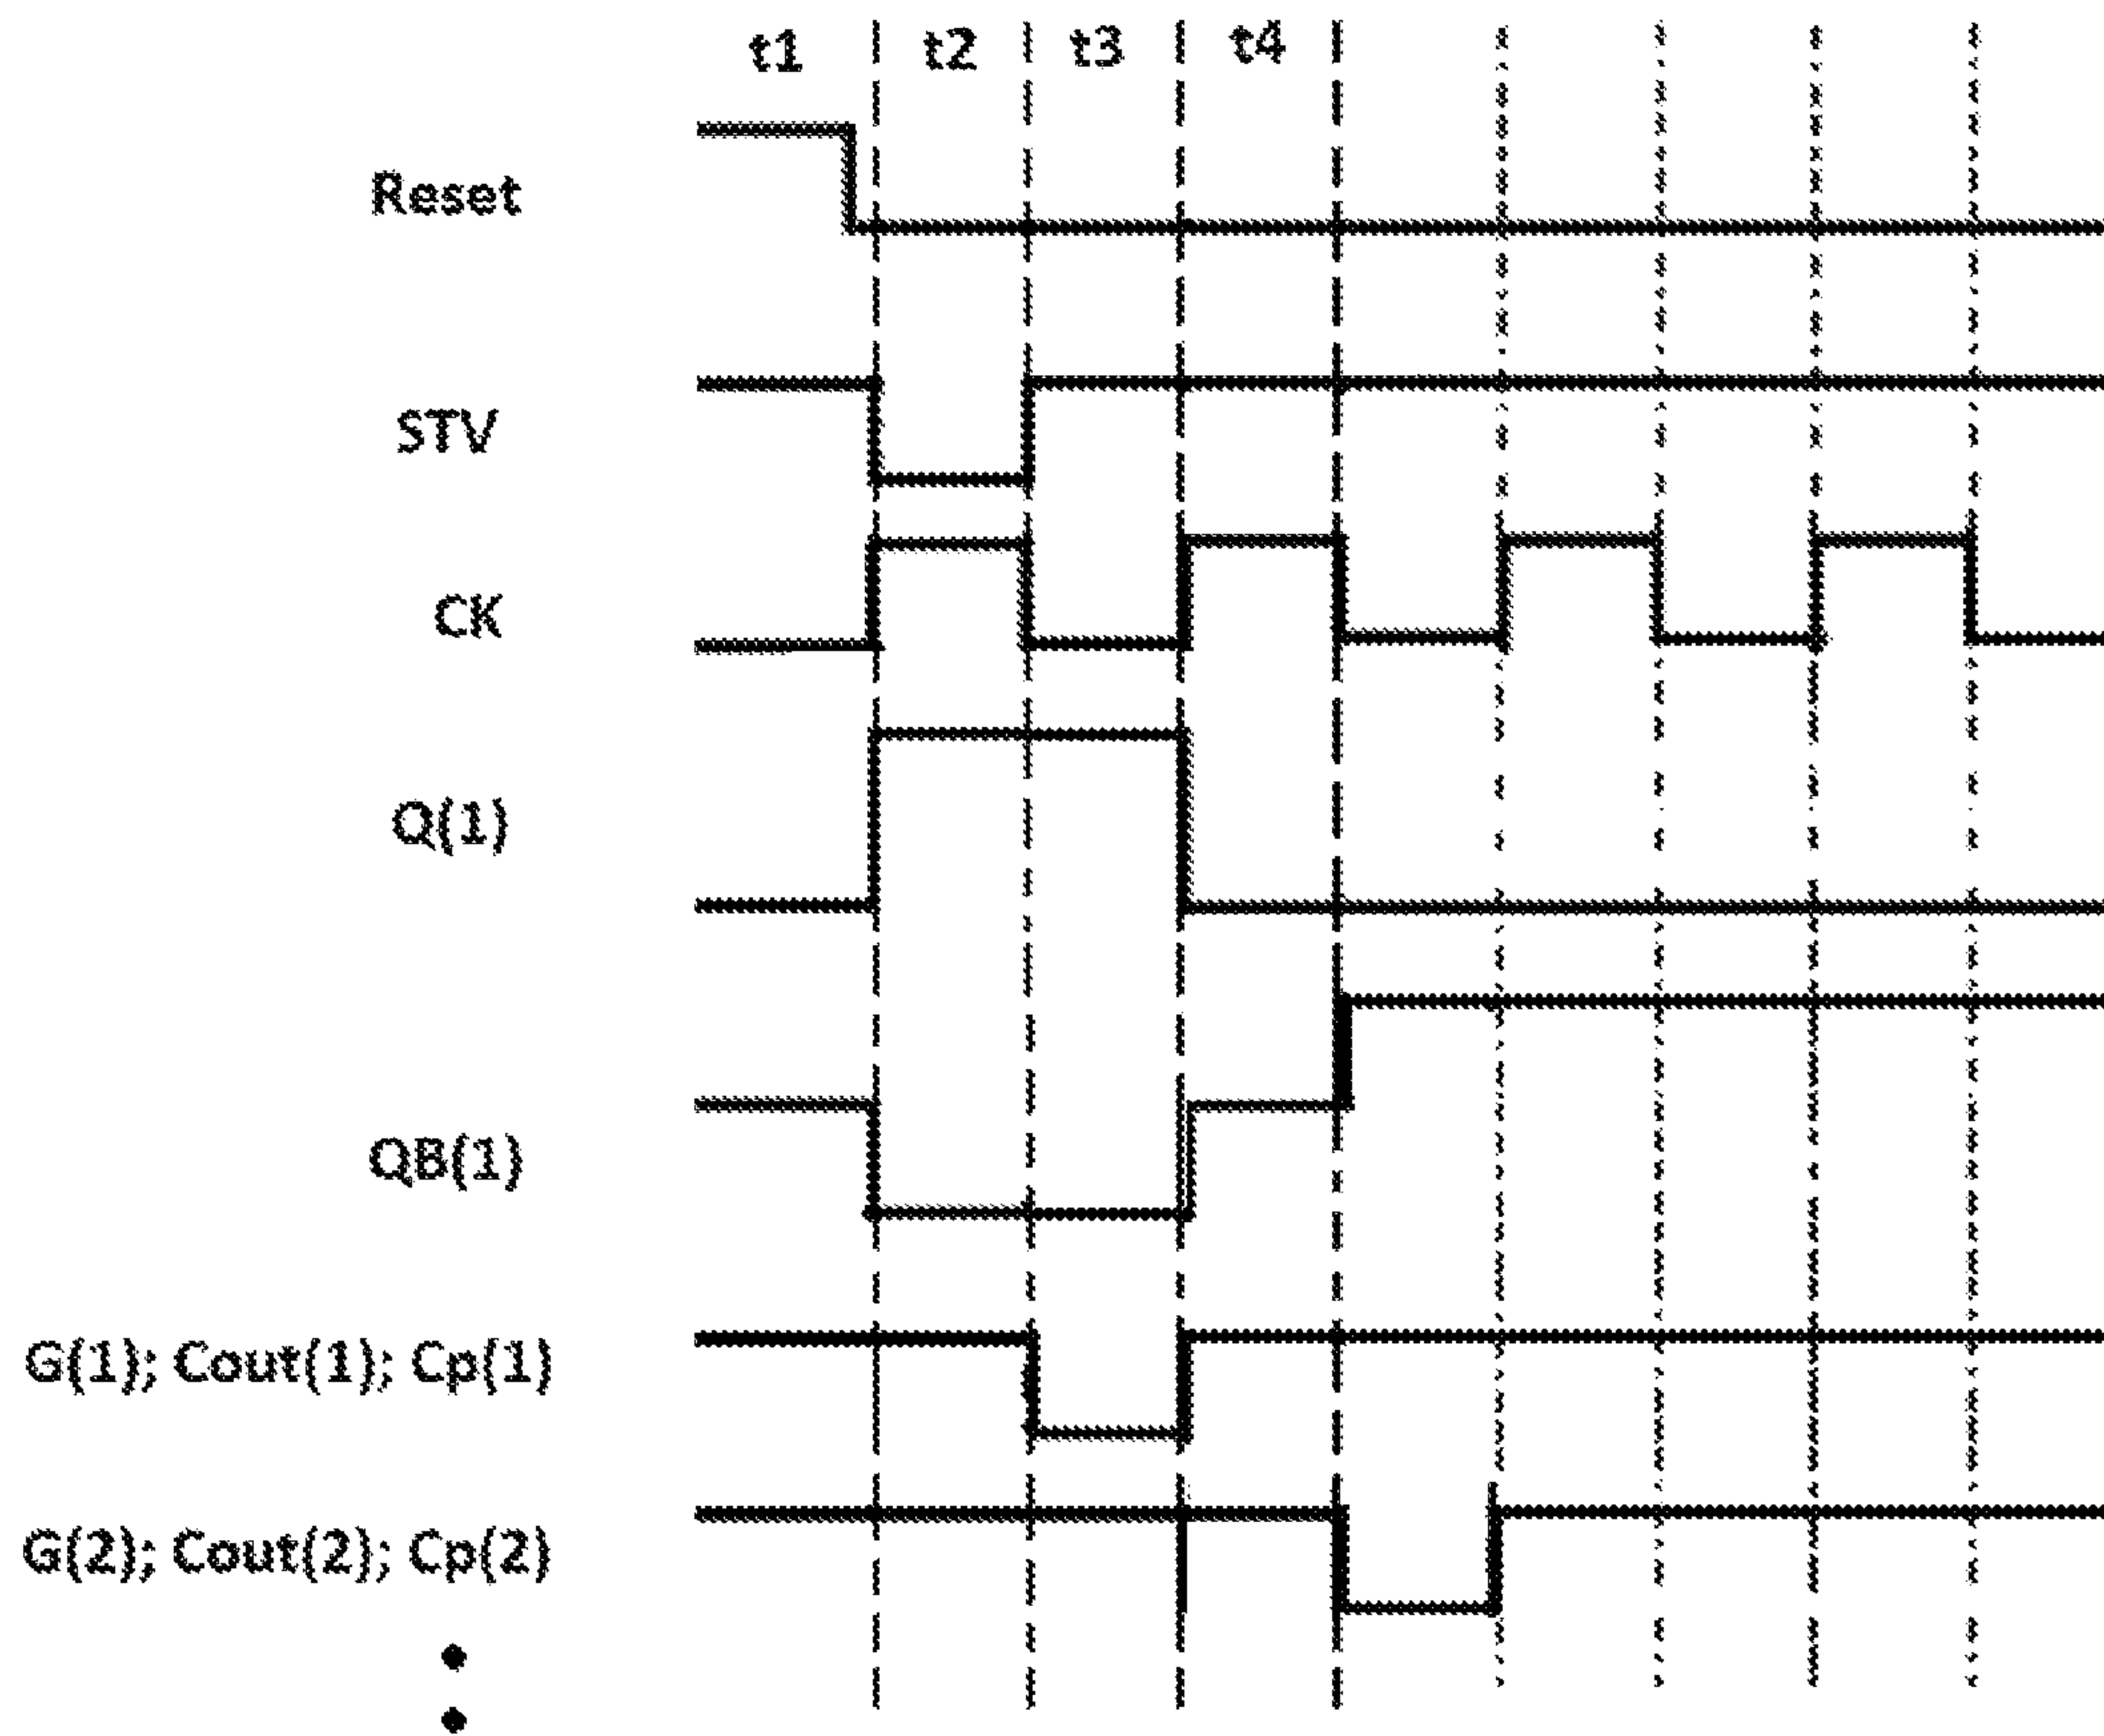 t1 t2 t3 t4
Reset
STV
CK
Q(1)
QB(1)
G(1); Cout(1); Cp(1)
G(2); Cout(2); Cp(2)